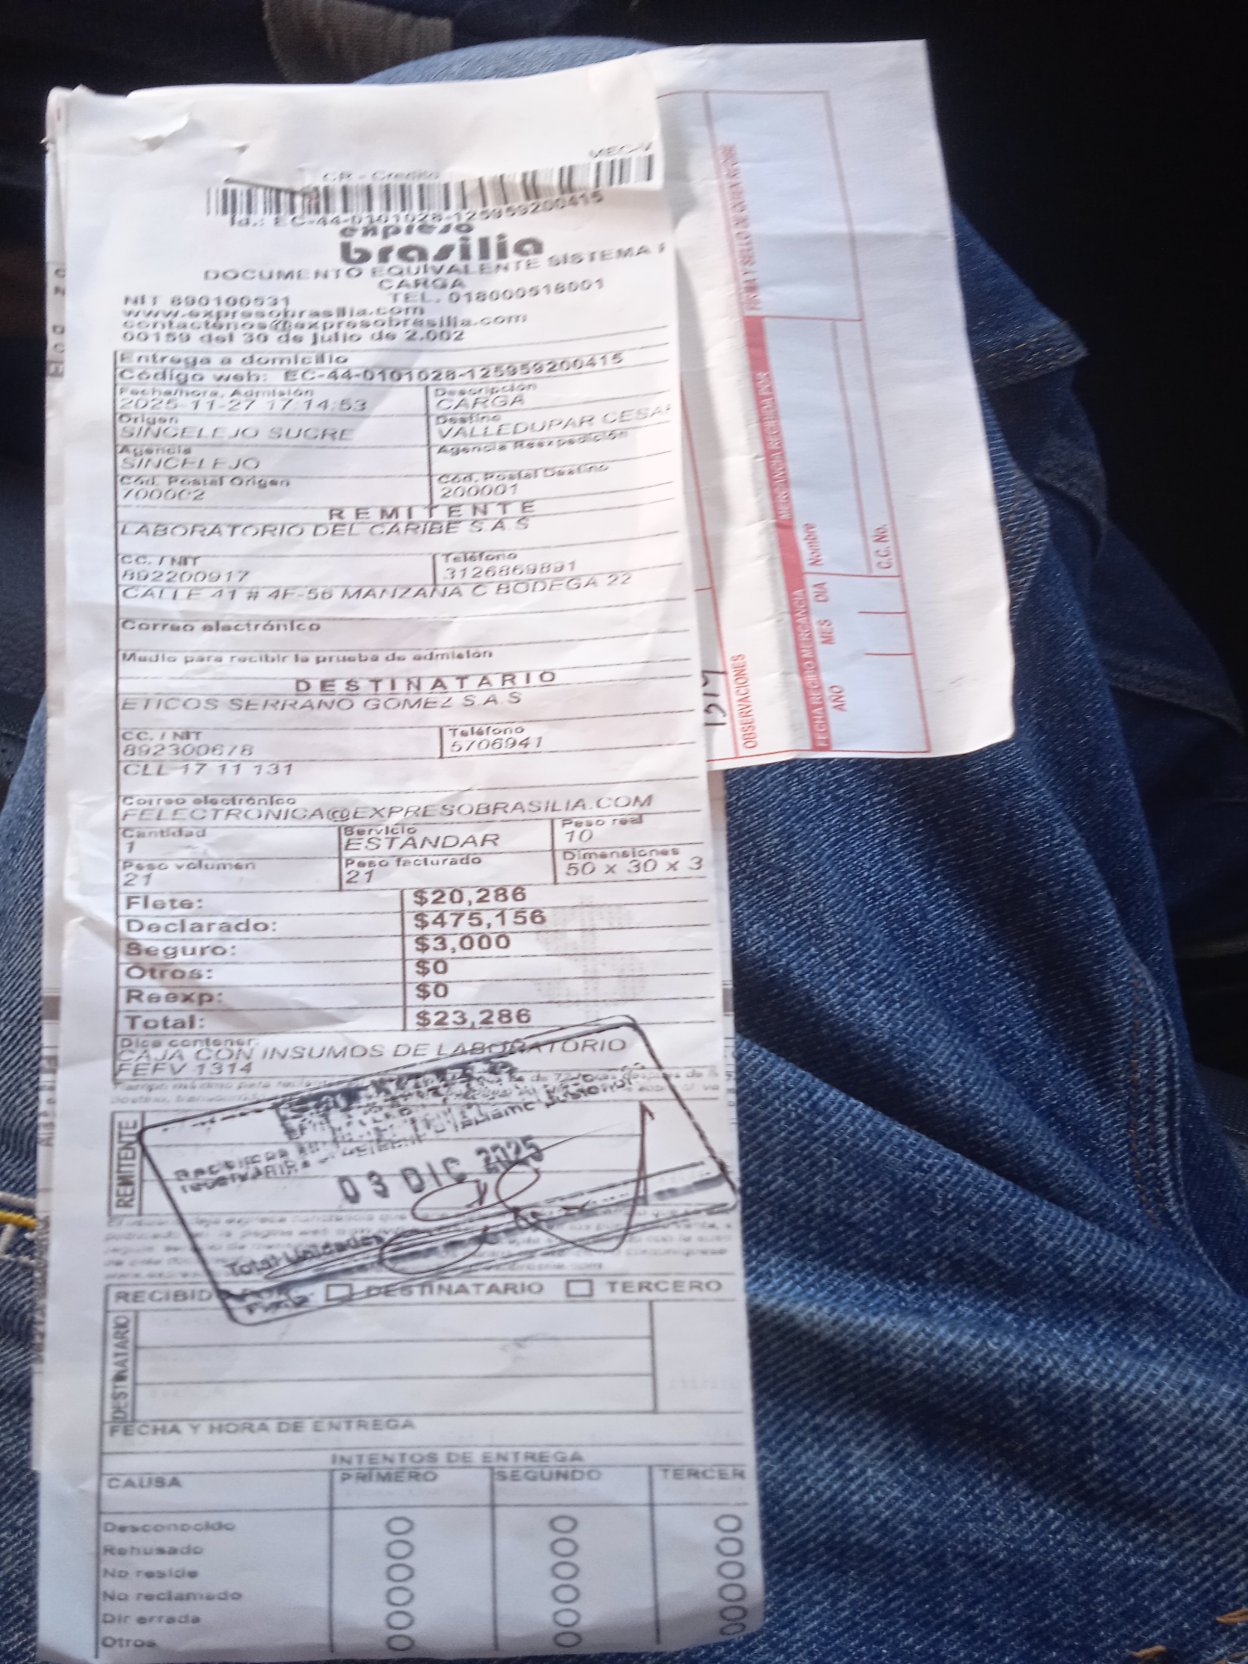 CR - Credito
Id.: EC-44-0101028-125959200415
expreso
brasilia
DOCUMENTO EQUIVALENTE SISTEMA
CARGA
NIT 890100531 TEL. 018000518001
www.expresobrasilia.com
contactenos@expresobrasilia.com
00159 del 30 de julio de 2.002
Entrega a domicilio
Código web: EC-44-0101028-125959200415
Fecha/hora. Admisión Descripción
2025-11-27 17:14:53 CARGA
Origen Destino
SINCELEJO SUCRE VALLEDUPAR CESAR
Agencia Agencia Reexpedición
SINCELEJO
Cód. Postal Origen Cód. Postal Destino
700002 200001
REMITENTE
LABORATORIO DEL CARIBE S.A.S
CC. / NIT Teléfono
892200917 3126869891
CALLE 41 # 4F-56 MANZANA C BODEGA 22
Correo electrónico
Medio para recibir la prueba de admisión
DESTINATARIO
ETICOS SERRANO GOMEZ S.A.S
CC. / NIT Teléfono
892300678 5706941
CLL 17 11 131
Correo electrónico
FELECTRONICA@EXPRESOBRASILIA.COM
Cantidad Servicio Peso real
1 ESTANDAR 10
Peso volumen Peso facturado Dimensiones
21 21 50 x 30 x 3
Flete: $20,286
Declarado: $475,156
Seguro: $3,000
Otros: $0
Reexp: $0
Total: $23,286
Dice contener:
CAJA CON INSUMOS DE LABORATORIO
FEFV 1314
REMITENTE
03 DIC 2025
Total Unidades
RECIBID
DESTINATARIO TERCERO
DESTINATARIO
FECHA Y HORA DE ENTREGA
INTENTOS DE ENTREGA
CAUSA PRIMERO SEGUNDO TERCER
Desconocido
Rehusado
No reside
No reclamado
Dir errada
Otros
FIRMA Y SELLO DE QUIEN RECIBE
MERCANCIA RECIBIDA POR
Nombre
C.C. No.
FECHA RECIBO MERCANCIA
AÑO MES DIA
OBSERVACIONES